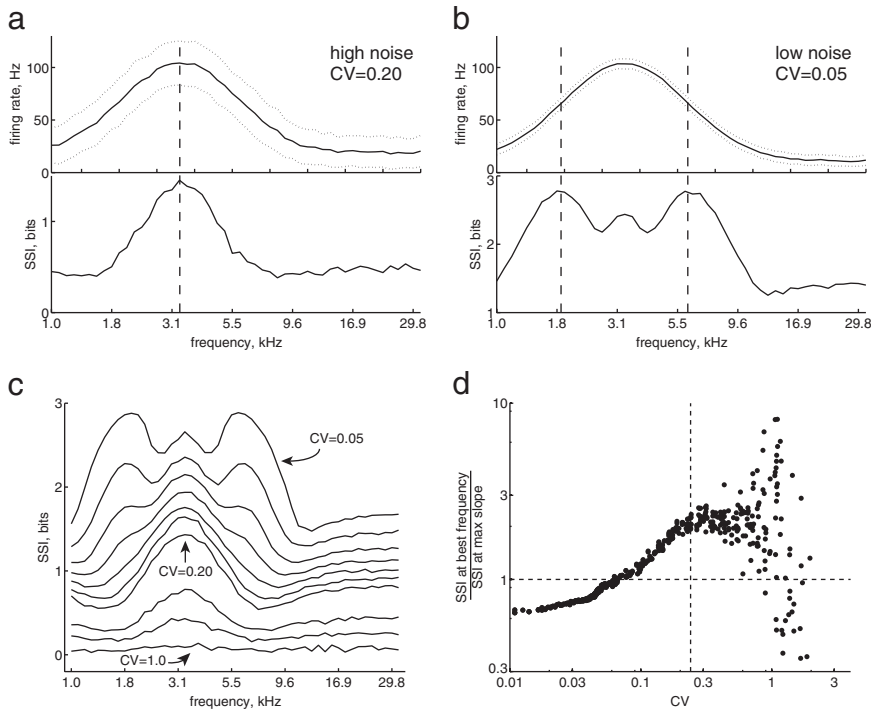 a
high noise
CV=0.20
firing rate, Hz
100
50
0
SSI, bits
1
0
1.0 1.8 3.1 5.5 9.6 16.9 29.8
frequency, kHz
b
low noise
CV=0.05
firing rate, Hz
100
50
0
SSI, bits
3
2
1
1.0 1.8 3.1 5.5 9.6 16.9 29.8
frequency, kHz
c
SSI, bits
3
2
1
0
CV=0.05
CV=0.20
CV=1.0
1.0 1.8 3.1 5.5 9.6 16.9 29.8
frequency, kHz
d
SSI at best frequency
SSI at max slope
10
3
1
0.3
0.01 0.03 0.1 0.3 1 3
CV